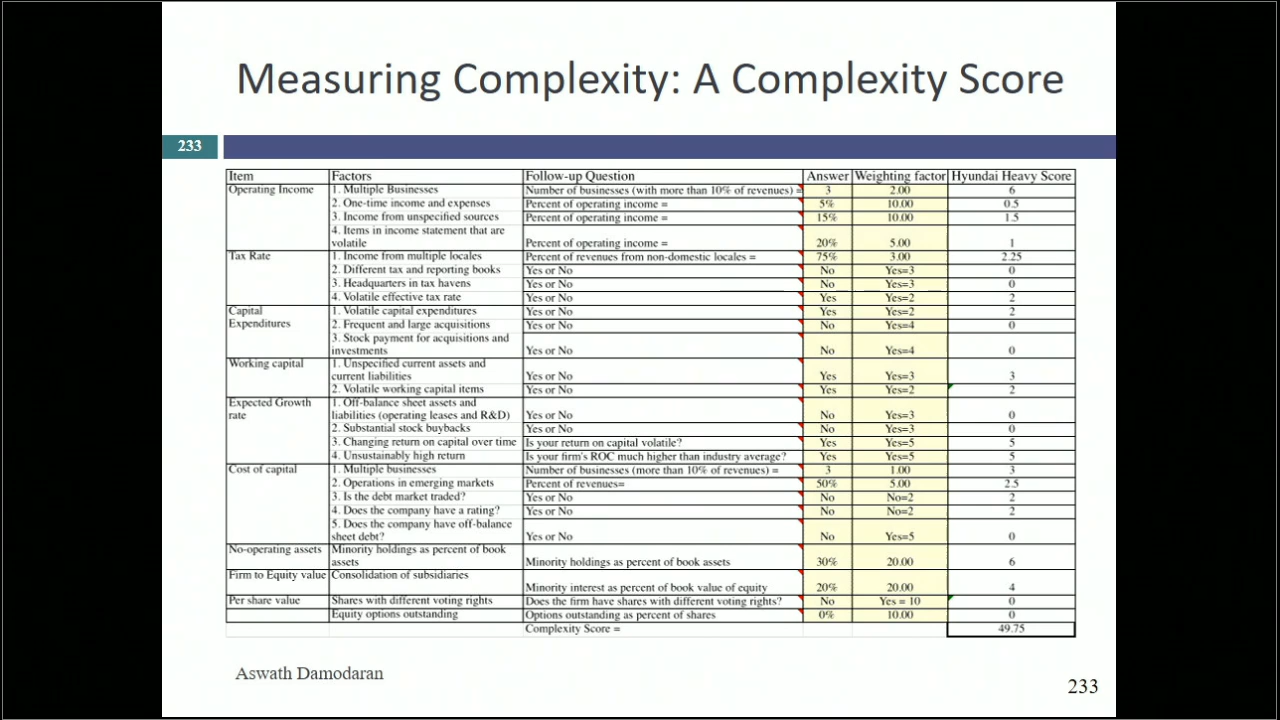 Measuring Complexity: A Complexity Score
233
Item Factors Follow-up Question Answer Weighting factor Hyundai Heavy Score
Operating Income 1. Multiple Businesses Number of businesses (with more than 10% of revenues) = 3 2.00 6
2. One-time income and expenses Percent of operating income = 5% 10.00 0.5
3. Income from unspecified sources Percent of operating income = 15% 10.00 1.5
4. Items in income statement that are
volatile Percent of operating income = 20% 5.00 1
Tax Rate 1. Income from multiple locales Percent of revenues from non-domestic locales = 75% 3.00 2.25
2. Different tax and reporting books Yes or No No Yes=3 0
3. Headquarters in tax havens Yes or No No Yes=3 0
4. Volatile effective tax rate Yes or No Yes Yes=2 2
Capital 1. Volatile capital expenditures Yes or No Yes Yes=2 2
Expenditures 2. Frequent and large acquisitions Yes or No No Yes=4 0
3. Stock payment for acquisitions and
investments Yes or No No Yes=4 0
Working capital 1. Unspecified current assets and
current liabilities Yes or No Yes Yes=3 3
2. Volatile working capital items Yes or No Yes Yes=2 2
Expected Growth 1. Off-balance sheet assets and
rate liabilities (operating leases and R&D) Yes or No No Yes=3 0
2. Substantial stock buybacks Yes or No No Yes=3 0
3. Changing return on capital over time Is your return on capital volatile? Yes Yes=5 5
4. Unsustainably high return Is your firm's ROC much higher than industry average? Yes Yes=5 5
Cost of capital 1. Multiple businesses Number of businesses (more than 10% of revenues) = 3 1.00 3
2. Operations in emerging markets Percent of revenues= 50% 5.00 2.5
3. Is the debt market traded? Yes or No No No=2 2
4. Does the company have a rating? Yes or No No No=2 2
5. Does the company have off-balance
sheet debt? Yes or No No Yes=5 0
No-operating assets Minority holdings as percent of book
assets Minority holdings as percent of book assets 30% 20.00 6
Firm to Equity value Consolidation of subsidiaries
Minority interest as percent of book value of equity 20% 20.00 4
Per share value Shares with different voting rights Does the firm have shares with different voting rights? No Yes = 10 0
Equity options outstanding Options outstanding as percent of shares 0% 10.00 0
Complexity Score = 49.75
Aswath Damodaran
233